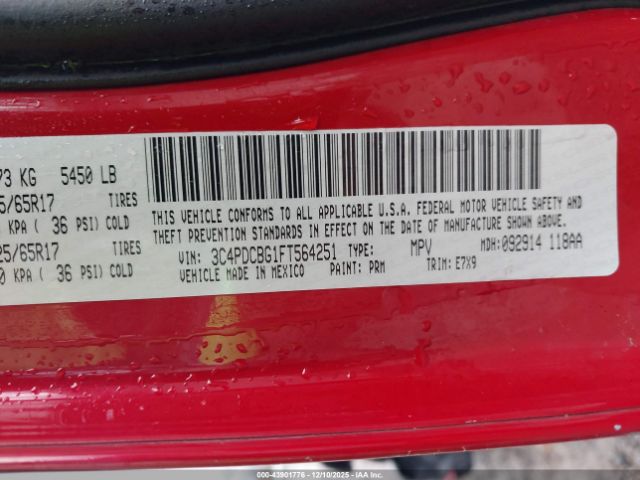 73 KG 5450 LB
5/65R17 TIRES
KPA ( 36 PSI) COLD
25/65R17 TIRES
0 KPA ( 36 PSI) COLD
THIS VEHICLE CONFORMS TO ALL APPLICABLE U.S.A. FEDERAL MOTOR VEHICLE SAFETY AND
THEFT PREVENTION STANDARDS IN EFFECT ON THE DATE OF MANUFACTURE SHOWN ABOVE.
VIN: 3C4PDCBG1FT564251 TYPE: MPV MDH:092914 118AA
VEHICLE MADE IN MEXICO PAINT: PRM TRIM: E7X9
00-43901776 - 12/10/2025 - IAA Inc.